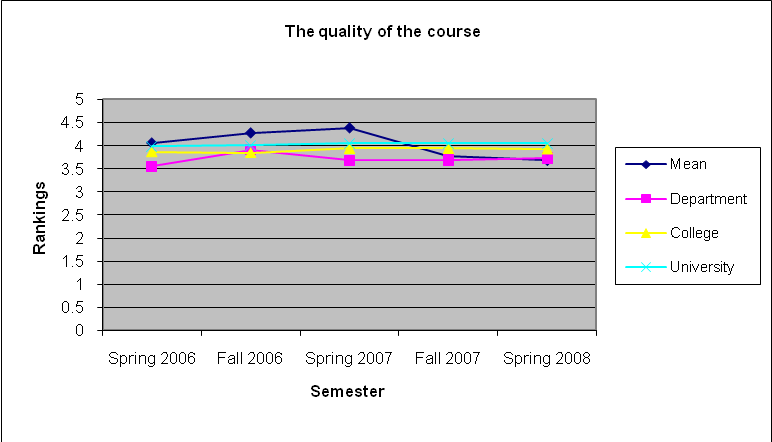 The quality of the course
5
4.5
4
3.5
3
2.5
2
1.5
1
0.5
0
Rankings
Spring 2006 Fall 2006 Spring 2007 Fall 2007 Spring 2008
Semester
Mean
Department
College
University